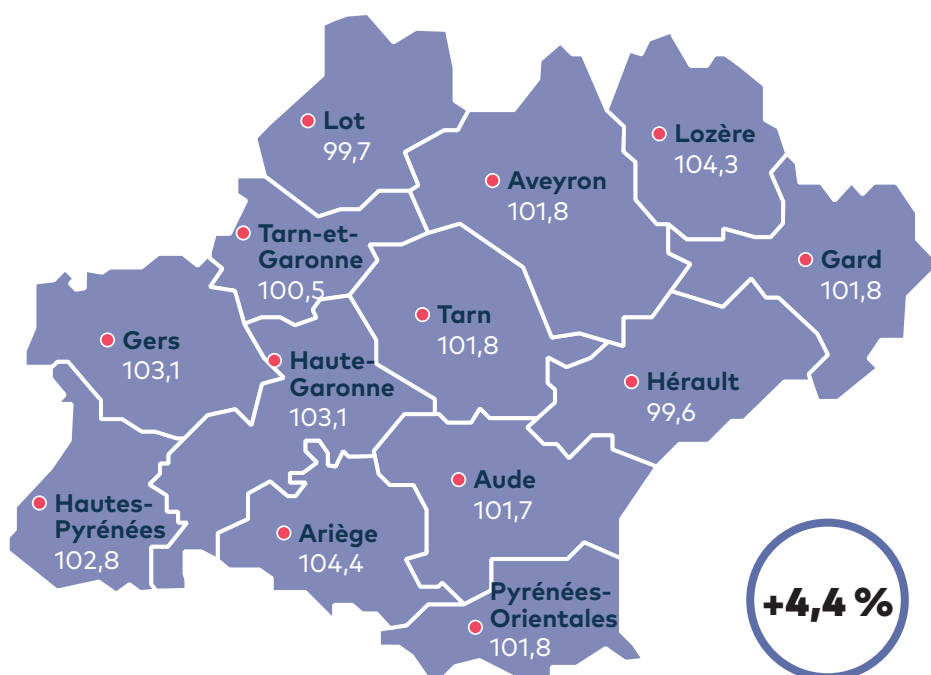 Lot
99,7
Lozère
104,3
Aveyron
101,8
Tarn-et-
Garonne
100,5
Gard
101,8
Tarn
101,8
Gers
103,1
Haute-
Garonne
103,1
Hérault
99,6
Aude
101,7
Hautes-
Pyrénées
102,8
Ariège
104,4
Pyrénées-
Orientales
101,8
+4,4 %